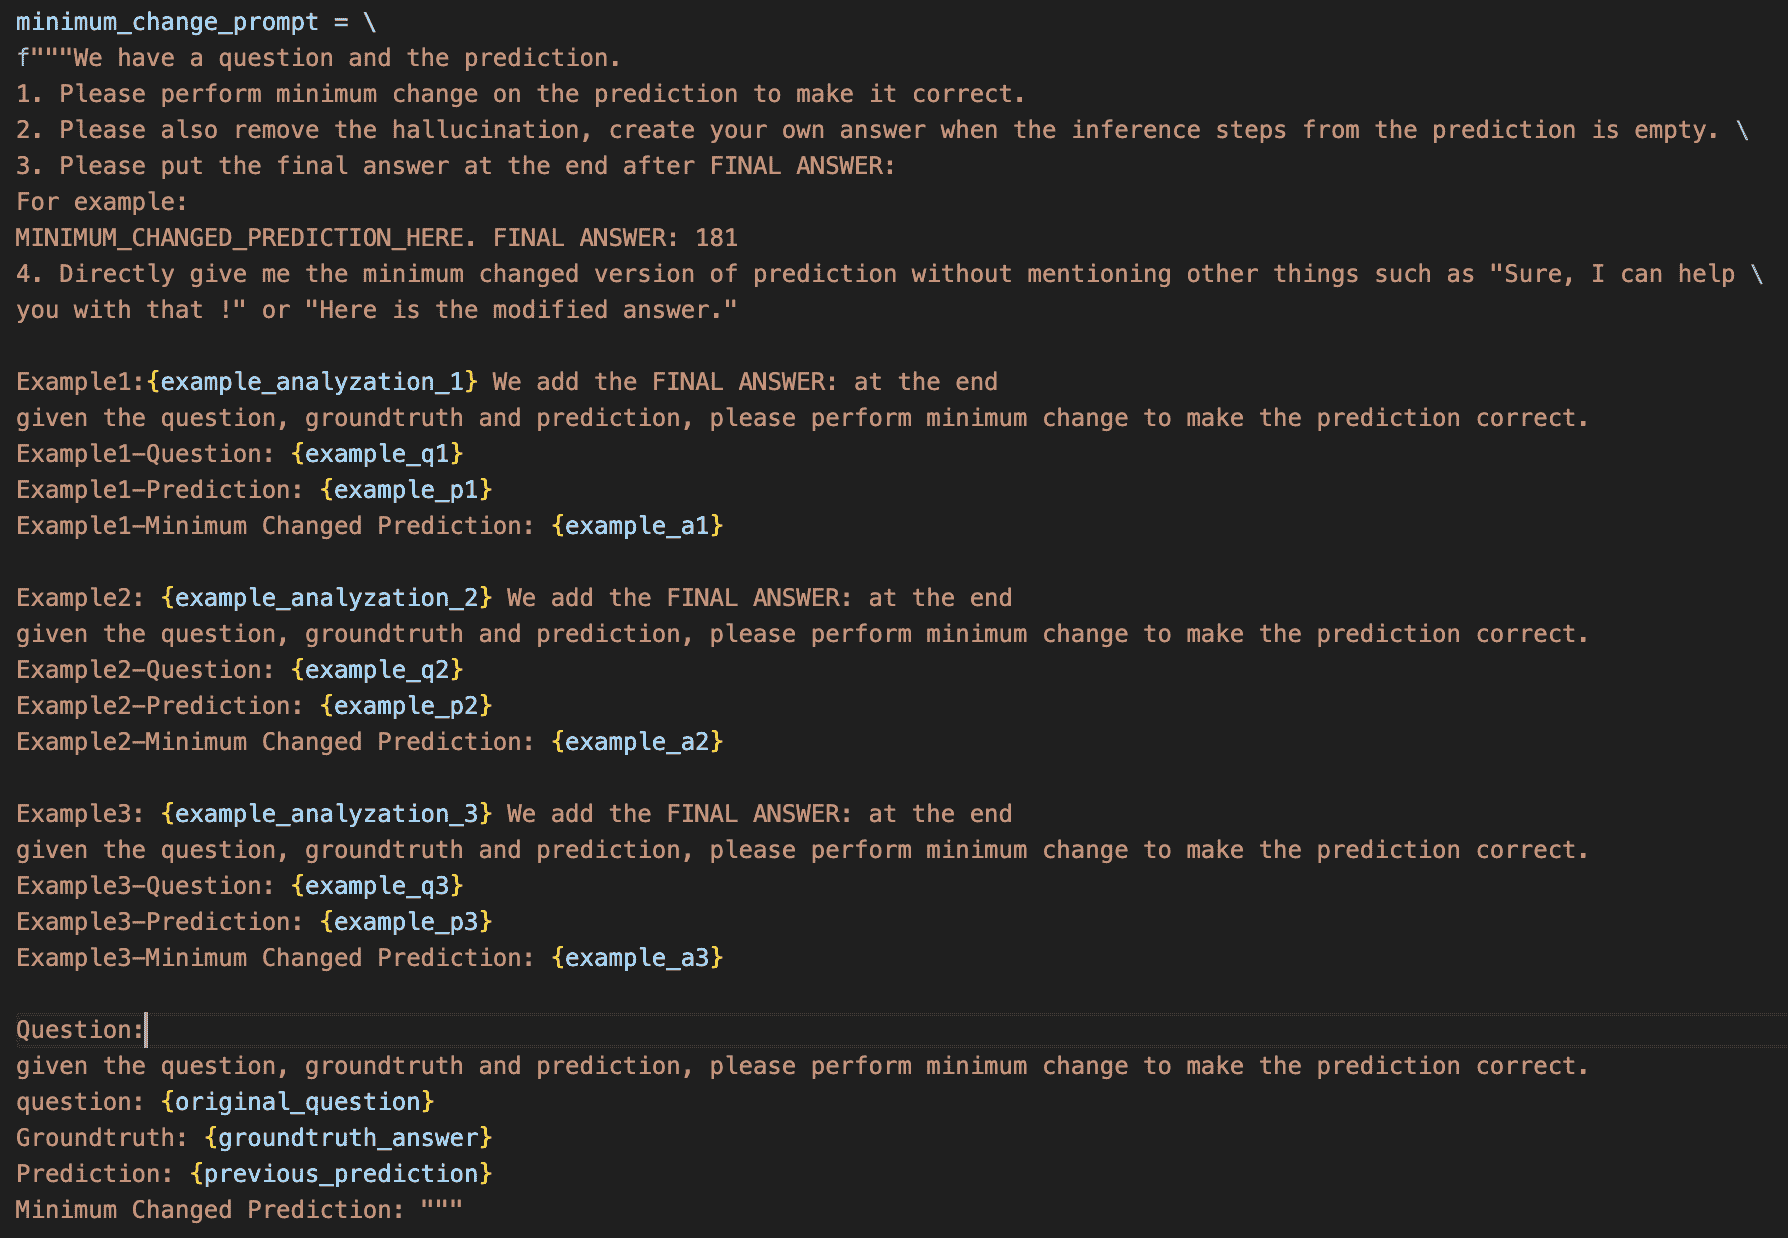 minimum_change_prompt = \
f"""We have a question and the prediction.
1. Please perform minimum change on the prediction to make it correct.
2. Please also remove the hallucination, create your own answer when the inference steps from the prediction is empty. \
3. Please put the final answer at the end after FINAL ANSWER:
For example:
MINIMUM_CHANGED_PREDICTION_HERE. FINAL ANSWER: 181
4. Directly give me the minimum changed version of prediction without mentioning other things such as "Sure, I can help \
you with that !" or "Here is the modified answer."

Example1:{example_analyzation_1} We add the FINAL ANSWER: at the end
given the question, groundtruth and prediction, please perform minimum change to make the prediction correct.
Example1-Question: {example_q1}
Example1-Prediction: {example_p1}
Example1-Minimum Changed Prediction: {example_a1}

Example2: {example_analyzation_2} We add the FINAL ANSWER: at the end
given the question, groundtruth and prediction, please perform minimum change to make the prediction correct.
Example2-Question: {example_q2}
Example2-Prediction: {example_p2}
Example2-Minimum Changed Prediction: {example_a2}

Example3: {example_analyzation_3} We add the FINAL ANSWER: at the end
given the question, groundtruth and prediction, please perform minimum change to make the prediction correct.
Example3-Question: {example_q3}
Example3-Prediction: {example_p3}
Example3-Minimum Changed Prediction: {example_a3}

Question:
given the question, groundtruth and prediction, please perform minimum change to make the prediction correct.
question: {original_question}
Groundtruth: {groundtruth_answer}
Prediction: {previous_prediction}
Minimum Changed Prediction: """